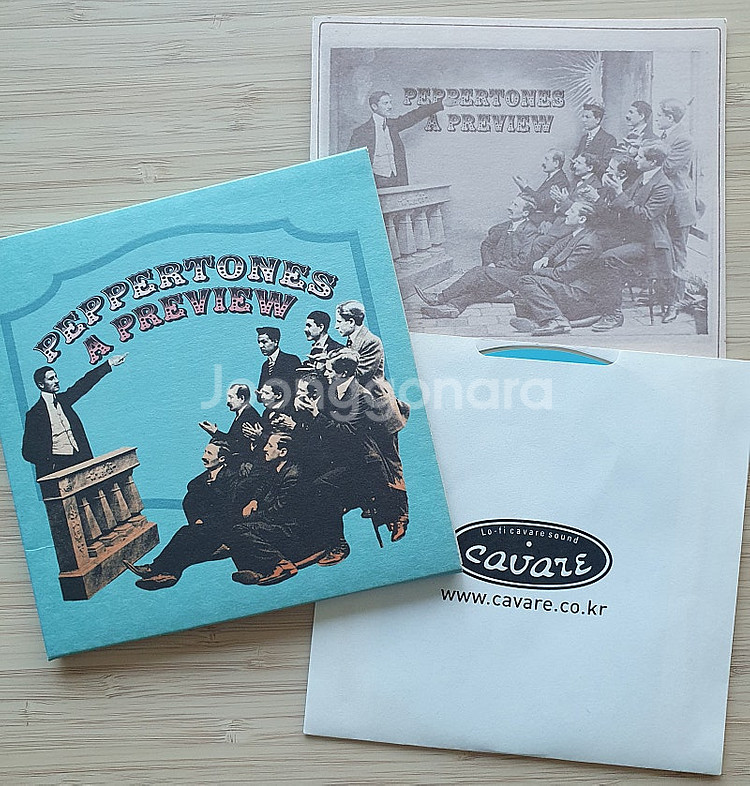 PEPPERTONES
A PREVIEW
PEPPERTONES
A PREVIEW
Joonggonara
Lo-fi cavare sound
cavare
www.cavare.co.kr